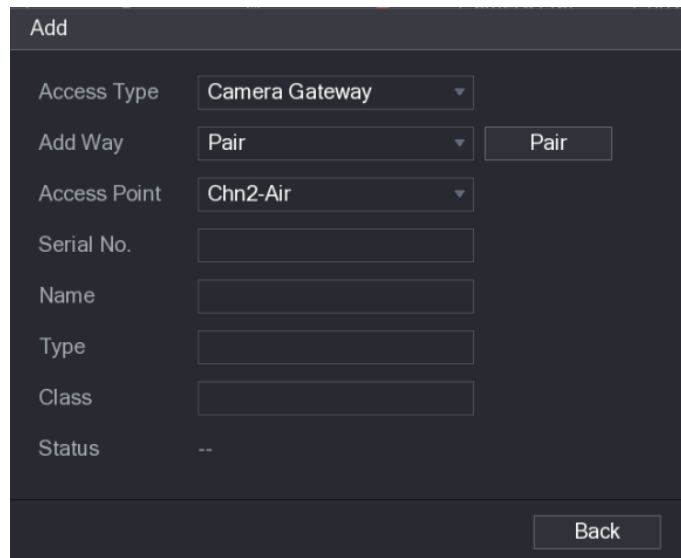 Add
Access Type Camera Gateway
Add Way Pair Pair
Access Point Chn2-Air
Serial No.
Name
Type
Class
Status --
Back